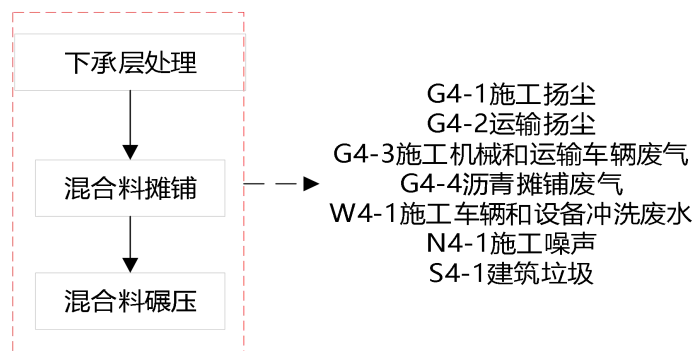 下承层处理
混合料摊铺
混合料碾压
G4-1施工扬尘
G4-2运输扬尘
G4-3施工机械和运输车辆废气
G4-4沥青摊铺废气
W4-1施工车辆和设备冲洗废水
N4-1施工噪声
S4-1建筑垃圾